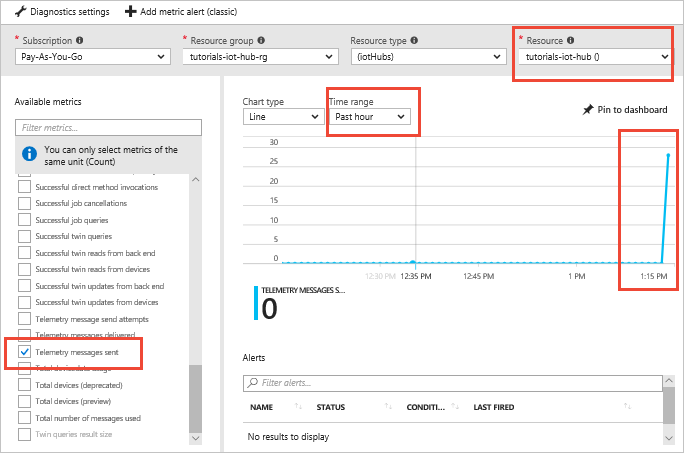 Diagnostics settings Add metric alert (classic)
* Subscription * Resource group Resource type * Resource
Pay-As-You-Go tutorials-iot-hub-rg (iotHubs) tutorials-iot-hub ()
Available metrics
Filter metrics...
You can only select metrics of the
same unit (Count)
Successful direct method invocations
Successful job cancellations
Successful job queries
Successful twin queries
Successful twin reads from back end
Successful twin reads from devices
Successful twin updates from back end
Successful twin updates from devices
Telemetry message send attempts
Telemetry messages delivered
Telemetry messages sent
Total devicedata usage
Total devices (deprecated)
Total devices (preview)
Total number of messages used
Twin queries result size
Chart type Time range
Line Past hour
Pin to dashboard
30
25
20
15
10
5
0
12:30 PM 12:35 PM 12:45 PM 1 PM 1:15 PM
TELEMETRY MESSAGES S...
0
Alerts
Filter alerts...
NAME STATUS CONDITI... LAST FIRED
No results to display